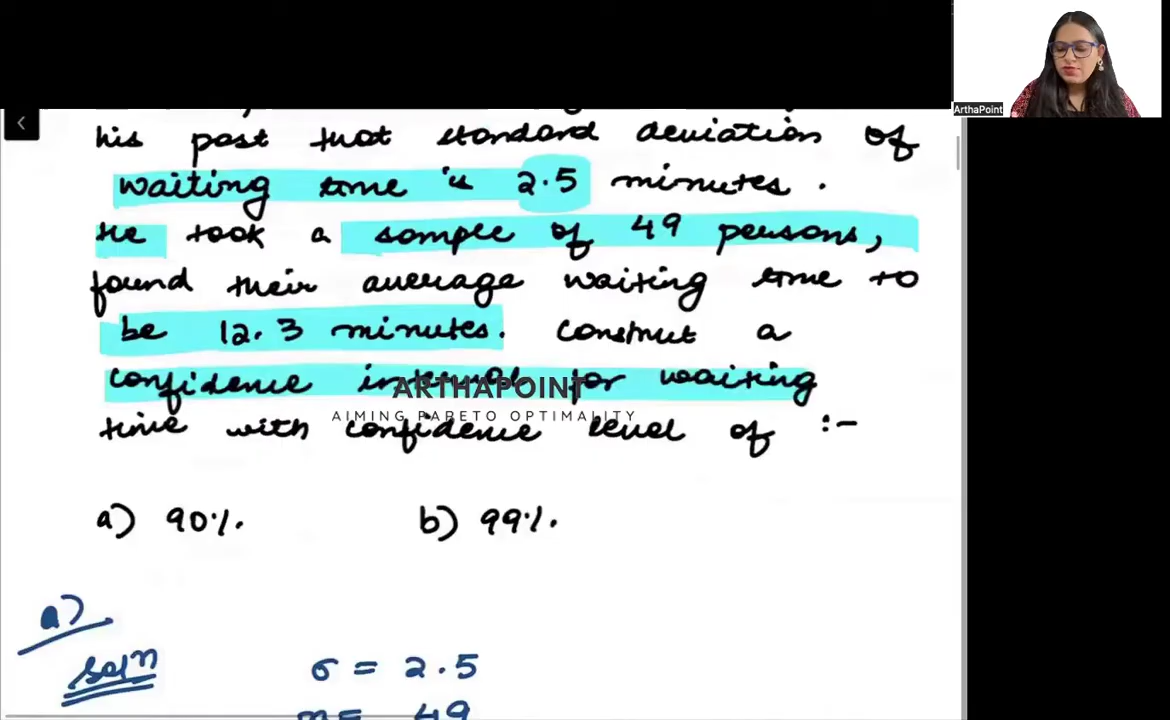 ArthaPoint
his past that standard deviation of
waiting time is 2.5 minutes.
He took a sample of 49 persons,
found their average waiting time to
be 12.3 minutes. Construct a
confidence interval for waiting
ARTHAPOINT
AIMING PARETO OPTIMALITY
time with confidence level of :-
a) 90%. b) 99%.
a)
Soln
σ = 2.5
n = 49